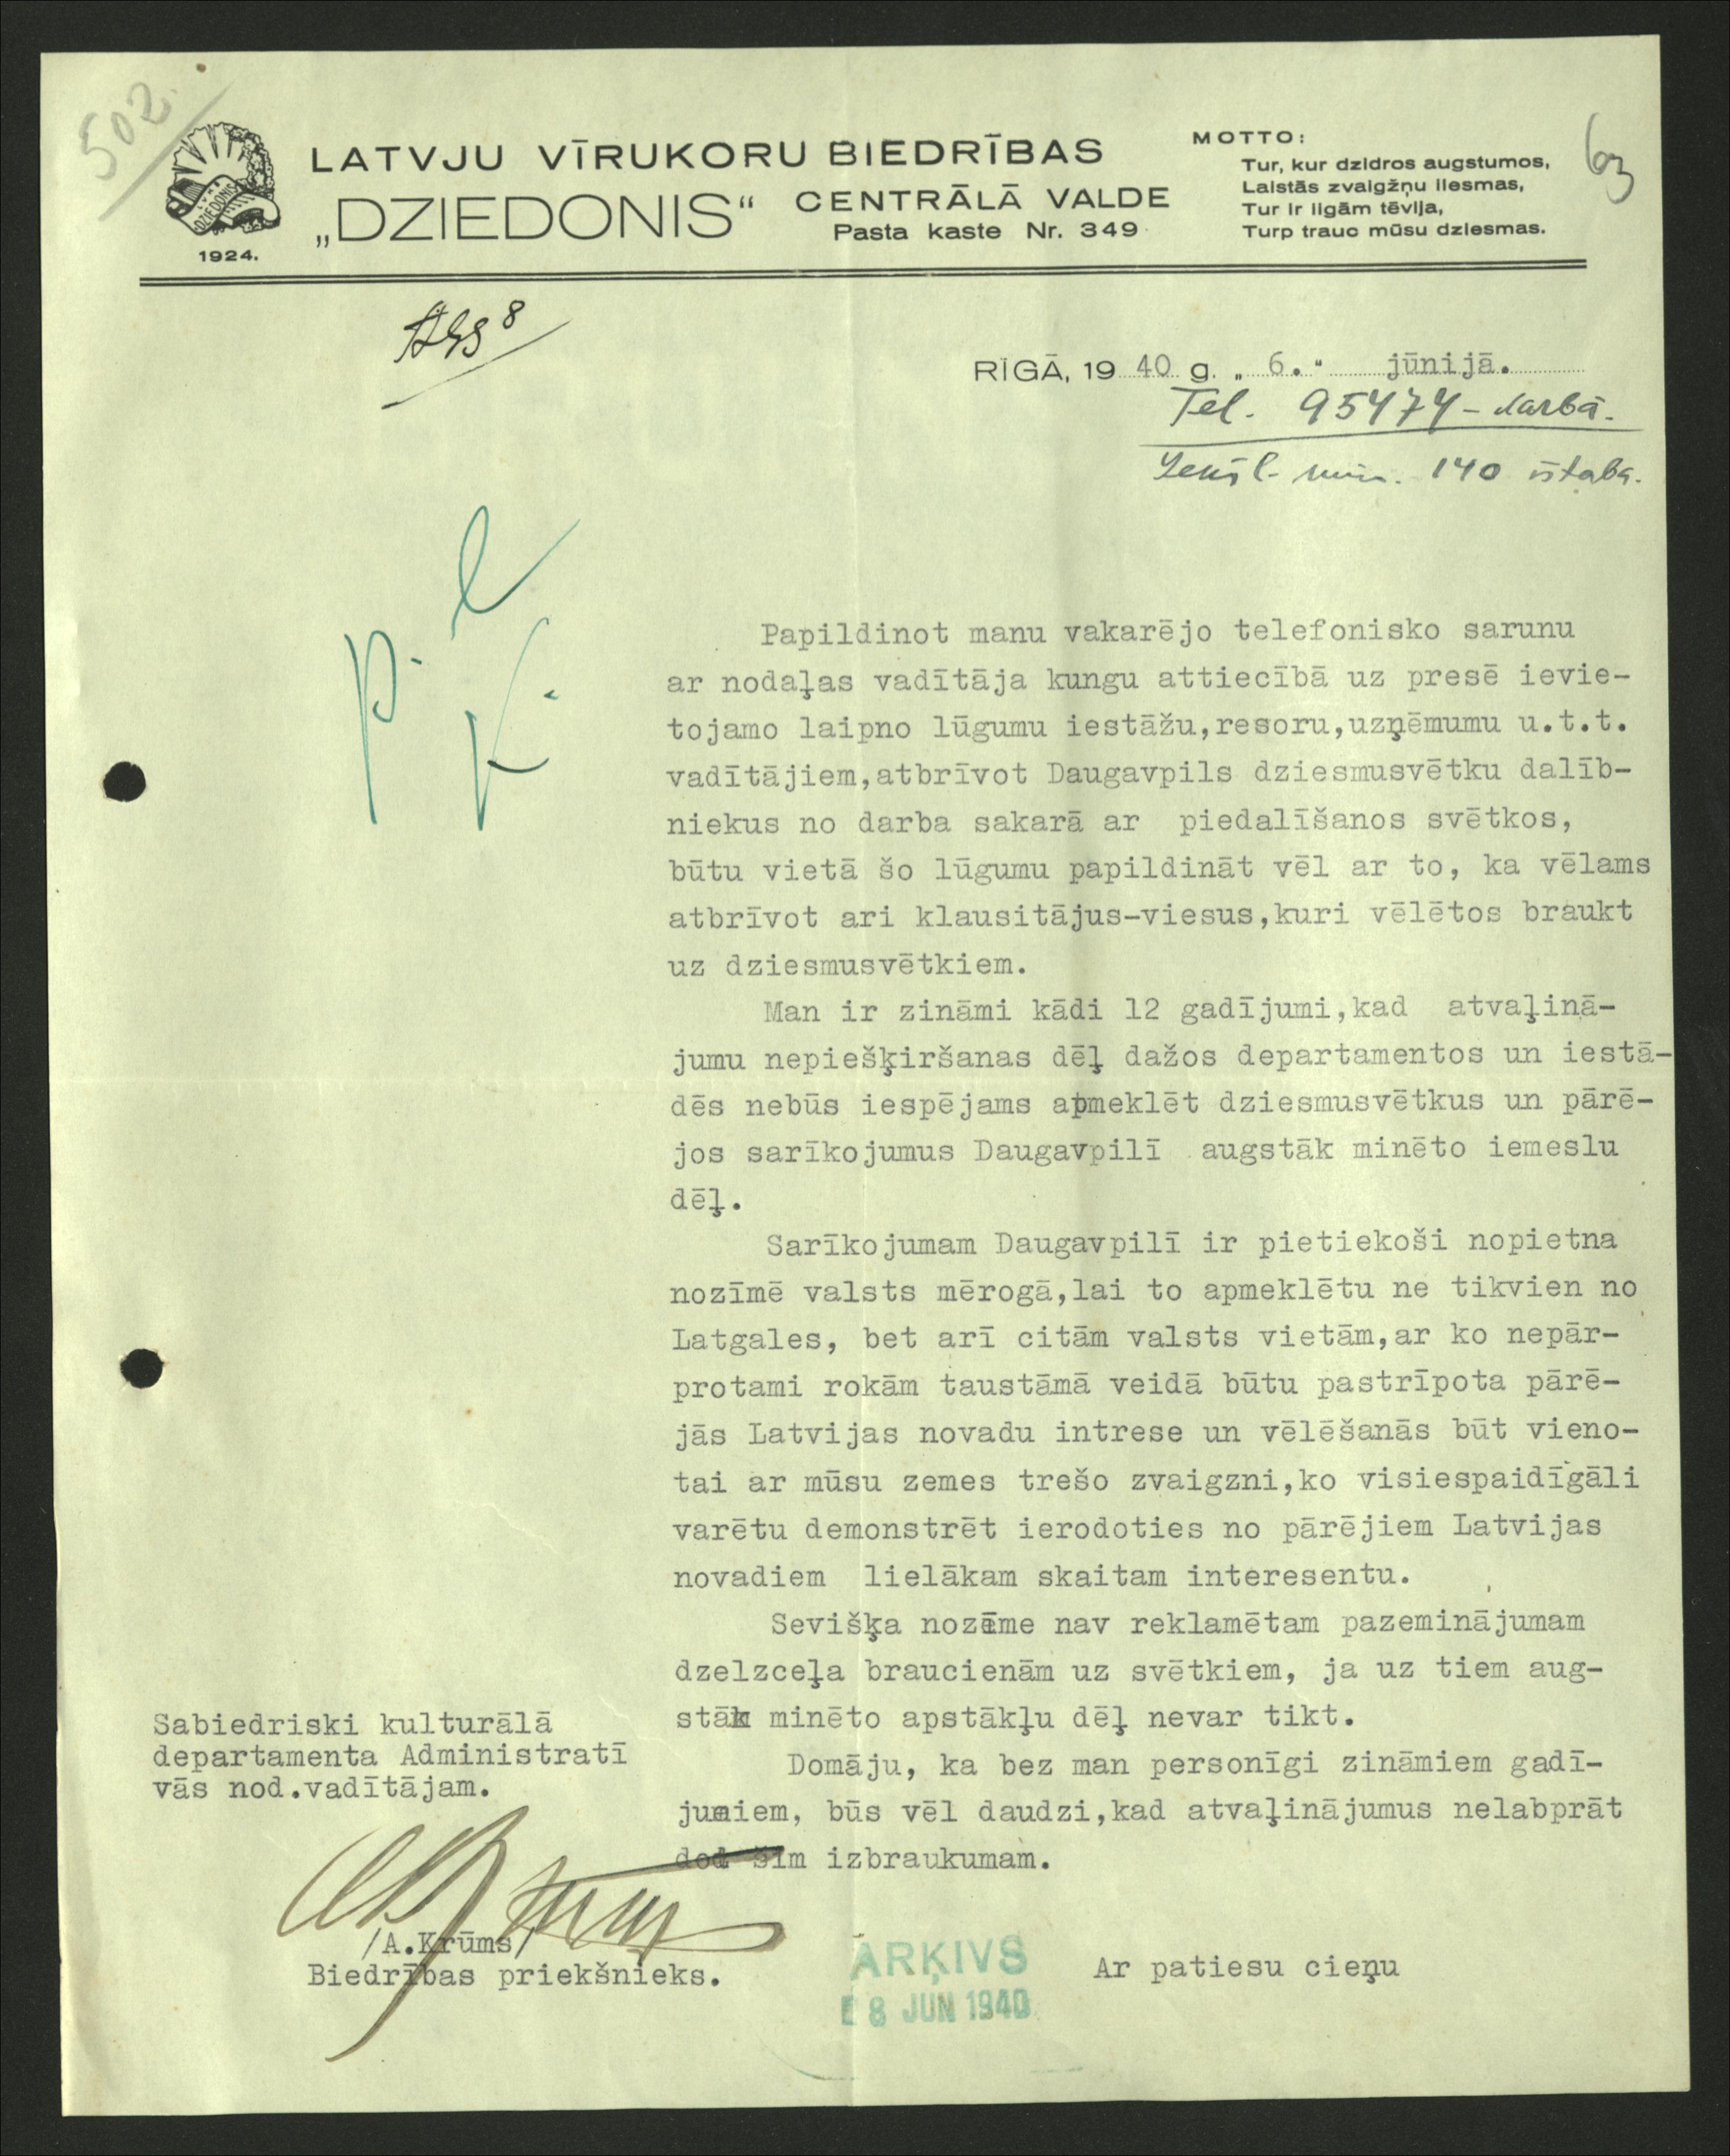 502.
LATVJU VĪRUKORU BIEDRĪBAS
„DZIEDONIS“ CENTRĀLĀ VALDE
Pasta kaste Nr. 349
DZIEDONIS
1924.
MOTTO:
Tur, kur dzidros augstumos,
Laistās zvaigžņu liesmas,
Tur ir ilgām tēvija,
Turp trauc mūsu dziesmas.
63
RĪGĀ, 19 40 g. „ 6. “ jūnijā.
Tel. 95474 - darbā.
Iekšl. min. 140 istaba.
Papildinot manu vakarējo telefonisko sarunu
ar nodaļas vadītāja kungu attiecībā uz presē ievie-
tojamo laipno lūgumu iestāžu,resoru,uzņēmumu u.t.t.
vadītājiem,atbrīvot Daugavpils dziesmusvētku dalīb-
niekus no darba sakarā ar piedalīšanos svētkos,
būtu vietā šo lūgumu papildināt vēl ar to, ka vēlams
atbrīvot ari klausitājus-viesus,kuri vēlētos braukt
uz dziesmusvētkiem.
Man ir zināmi kādi 12 gadījumi,kad atvaļinā-
jumu nepiešķiršanas dēļ dažos departamentos un iestā-
dēs nebūs iespējams apmeklēt dziesmusvētkus un pārē-
jos sarīkojumus Daugavpilī augstāk minēto iemeslu
dēļ.
Sarīkojumam Daugavpilī ir pietiekoši nopietna
nozīmē valsts mērogā,lai to apmeklētu ne tikvien no
Latgales, bet arī citām valsts vietām,ar ko nepār-
protami rokām taustāmā veidā būtu pastrīpota pārē-
jās Latvijas novadu intrese un vēlēšanās būt vieno-
tai ar mūsu zemes trešo zvaigzni,ko visiespaidīgāli
varētu demonstrēt ierodoties no pārējiem Latvijas
novadiem lielākam skaitam interesentu.
Sevišķa nozīme nav reklamētam pazeminājumam
dzelzceļa braucienām uz svētkiem, ja uz tiem aug-
stāk minēto apstākļu dēļ nevar tikt.
Domāju, ka bez man personīgi zināmiem gadī-
jumiem, būs vēl daudzi,kad atvaļinājumus nelabprāt
dod šim izbraukumam.
Sabiedriski kulturālā
departamenta Administratī
vās nod.vadītājam.
/A.Krūms/
Biedrības priekšnieks.
Ar patiesu cieņu
ARĶIVS
8 JUN 1940